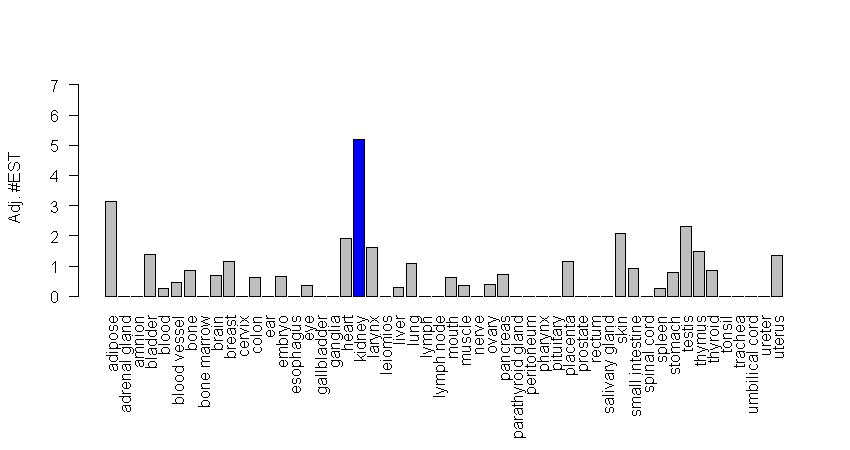 7
6
5
4
3
2
1
0
Adj. #EST
adipose
adrenal gland
amnion
bladder
blood
blood vessel
bone
bone marrow
brain
breast
cervix
colon
ear
embryo
esophagus
eye
gallbladder
ganglia
heart
kidney
larynx
leiomios
liver
lung
lymph
lymph node
mouth
muscle
nerve
ovary
pancreas
parathyroid gland
peritoneum
pharynx
pituitary
placenta
prostate
rectum
salivary gland
skin
small intestine
spinal cord
spleen
stomach
testis
thymus
thyroid
tonsil
trachea
umbilical cord
ureter
uterus